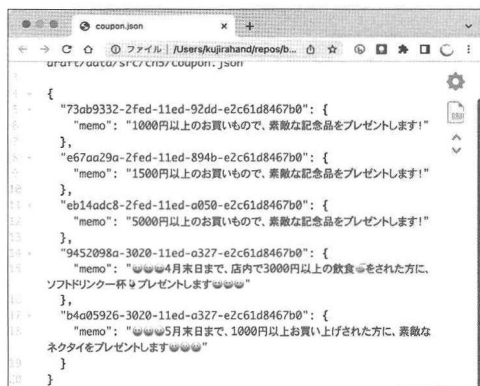 coupon.json × +
ファイル | /Users/kujirahand/repos/b...
draft/data/src/ch5/coupon.json
{
"73ab9332-2fed-11ed-92dd-e2c61d8467b0": {
"memo": "1000円以上のお買いもので、素敵な記念品をプレゼントします!"
},
"e67aa29a-2fed-11ed-894b-e2c61d8467b0": {
"memo": "1500円以上のお買いもので、素敵な記念品をプレゼントします!"
},
"eb14adc8-2fed-11ed-a050-e2c61d8467b0": {
"memo": "5000円以上のお買いもので、素敵な記念品をプレゼントします!"
},
"9452098a-3020-11ed-a327-e2c61d8467b0": {
"memo": "😀😀😀4月末日まで、店内で3000円以上の飲食をされた方に、
ソフトドリンク一杯プレゼントします😀😀😀"
},
"b4a05926-3020-11ed-a327-e2c61d8467b0": {
"memo": "😀😀😀5月末日まで、1000円以上お買い上げされた方に、素敵な
ネクタイをプレゼントします😀😀😀"
}
}